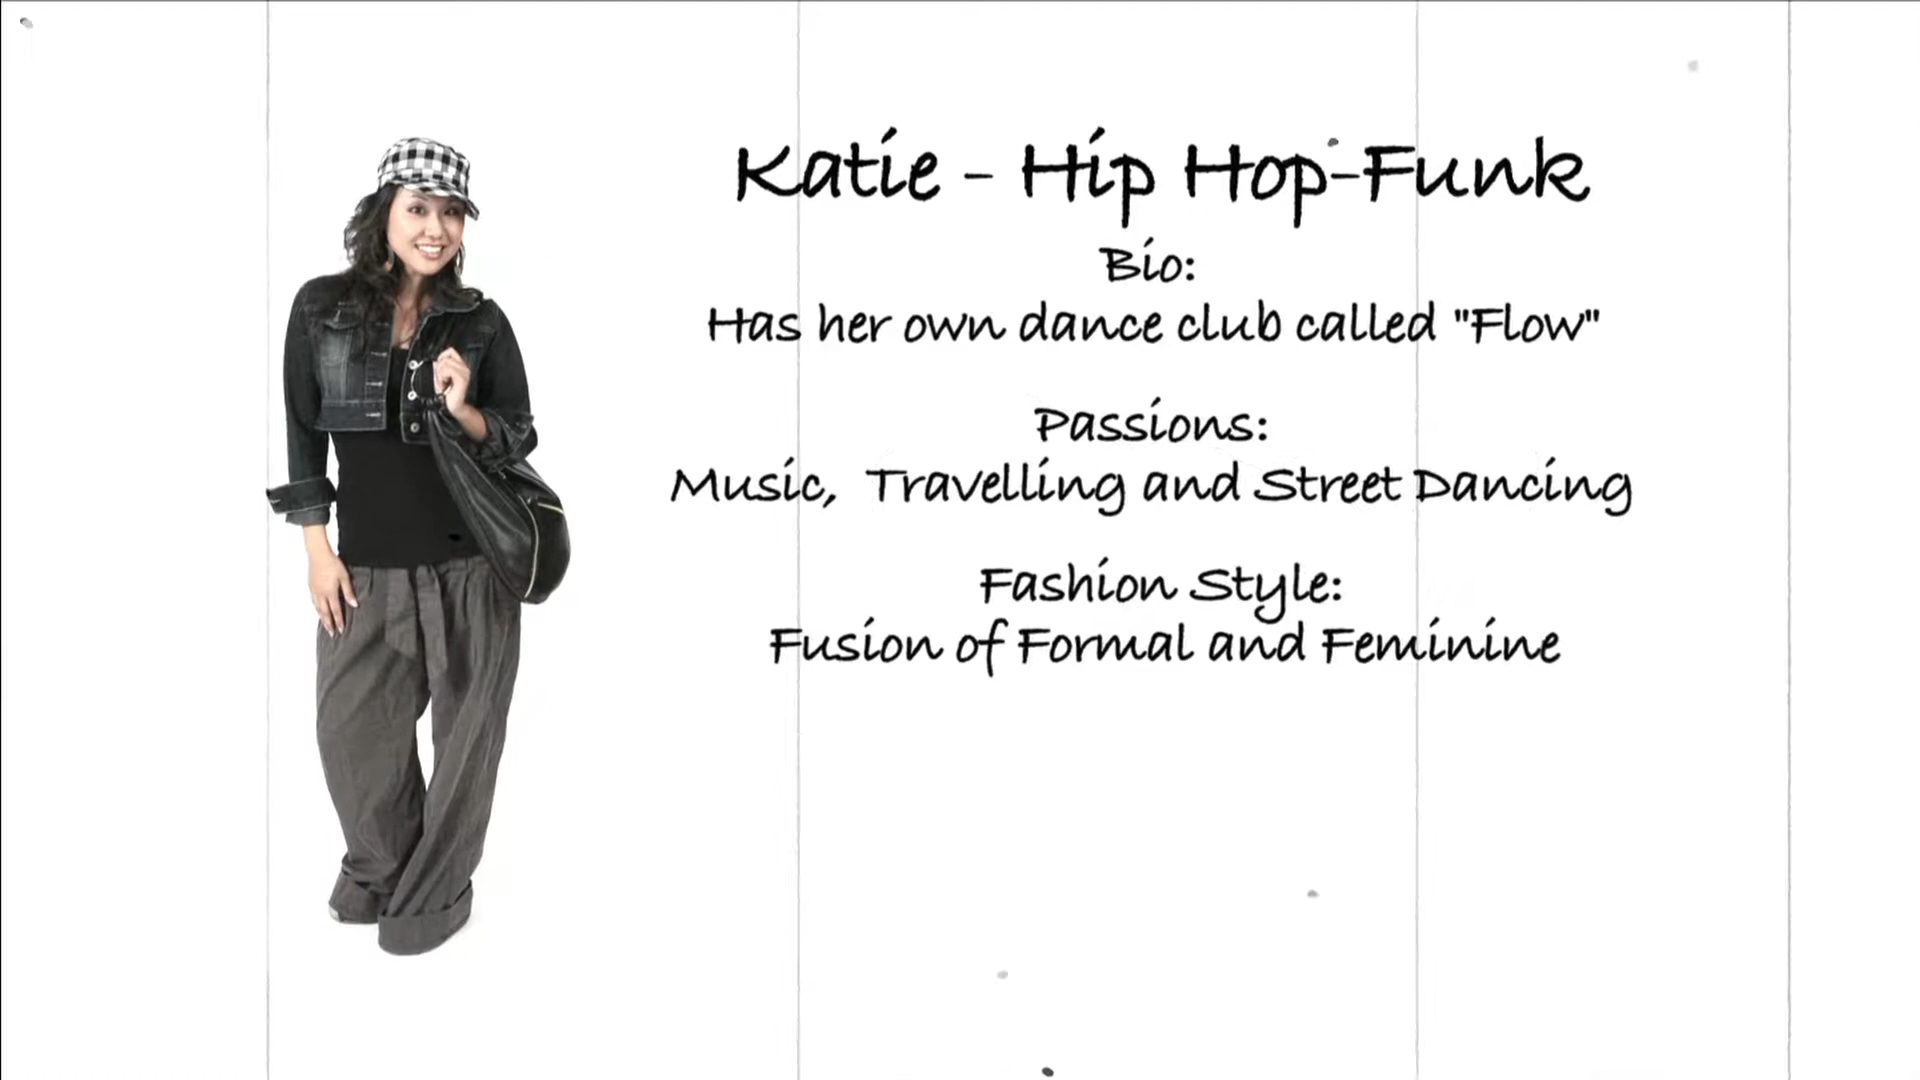 Katie - Hip Hop-Funk
Bio:
Has her own dance club called "Flow"
Passions:
Music, Travelling and Street Dancing
Fashion Style:
Fusion of Formal and Feminine